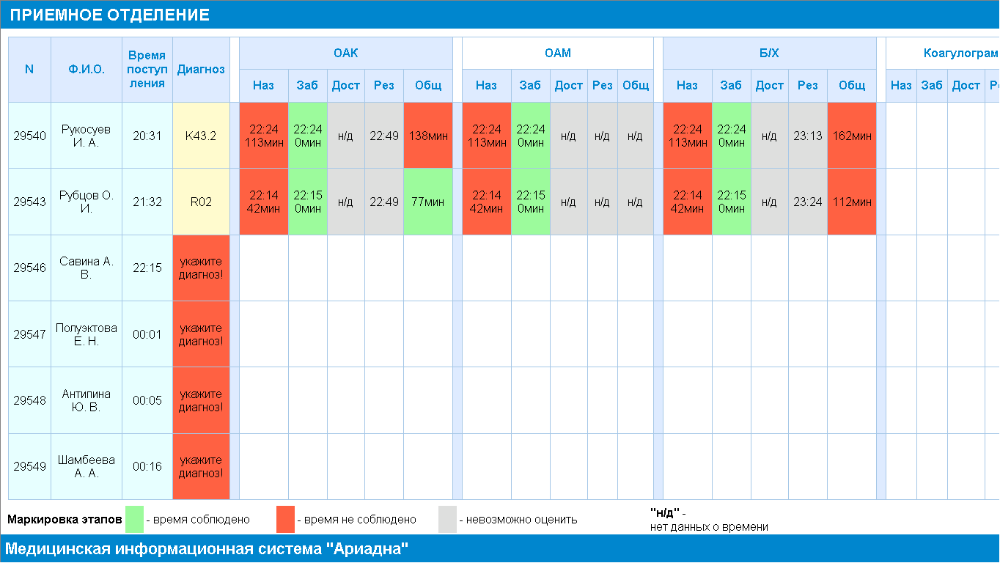 ПРИЕМНОЕ ОТДЕЛЕНИЕ
N Ф.И.О. Время поступ ления Диагноз ОАК ОАМ Б/Х Коагулограм
Наз Заб Дост Рез Общ Наз Заб Дост Рез Общ Наз Заб Дост Рез Общ Наз Заб Дост Ре
29540 Рукосуев И. А. 20:31 K43.2 22:24 113мин 22:24 0мин н/д 22:49 138мин 22:24 113мин 22:24 0мин н/д н/д н/д 22:24 113мин 22:24 0мин н/д 23:13 162мин
29543 Рубцов О. И. 21:32 R02 22:14 42мин 22:15 0мин н/д 22:49 77мин 22:14 42мин 22:15 0мин н/д н/д н/д 22:14 42мин 22:15 0мин н/д 23:24 112мин
29546 Савина А. В. 22:15 укажите диагноз!
29547 Полуэктова Е. Н. 00:01 укажите диагноз!
29548 Антипина Ю. В. 00:05 укажите диагноз!
29549 Шамбеева А. А. 00:16 укажите диагноз!
Маркировка этапов - время соблюдено - время не соблюдено - невозможно оценить "н/д" -
нет данных о времени
Медицинская информационная система "Ариадна"